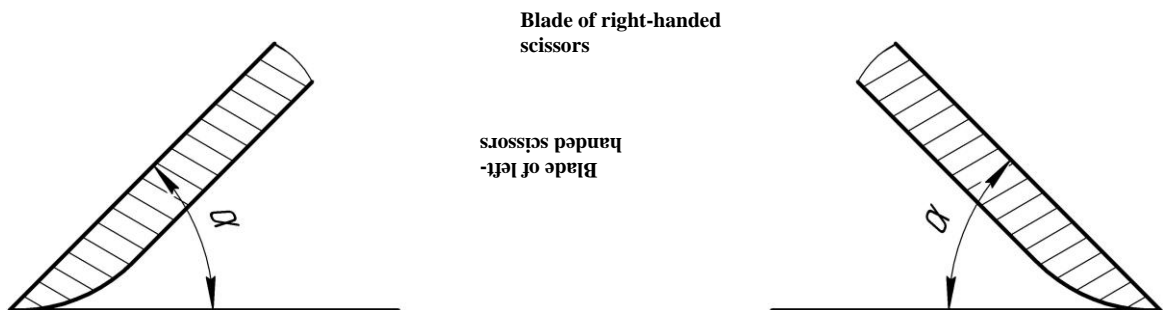 Blade of right-handed
scissors
Blade of left-
handed scissors
α
α